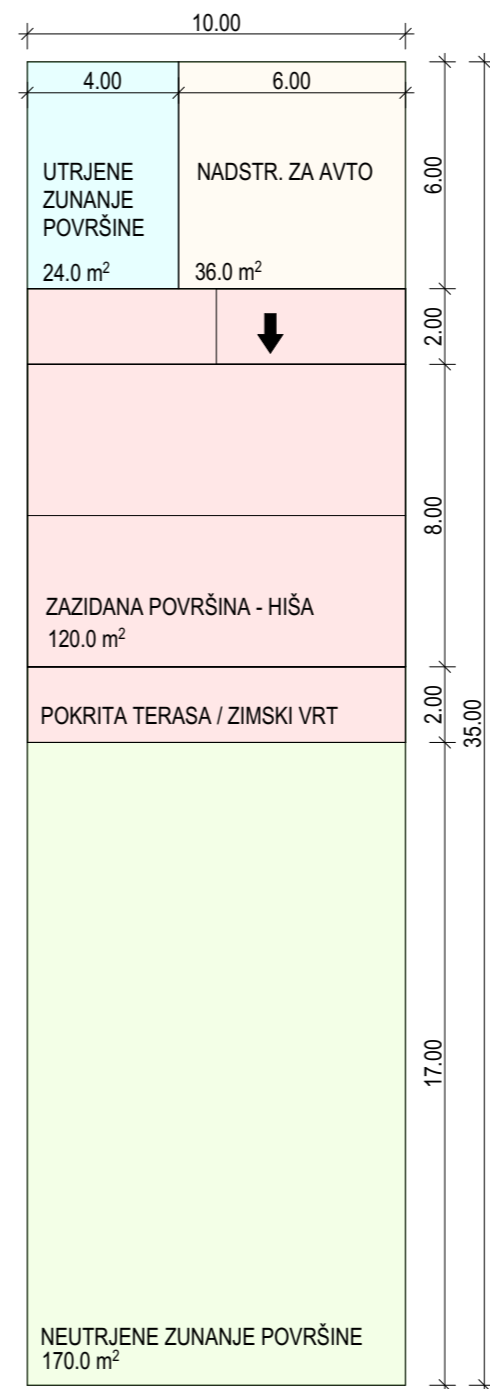 10.00
4.00
6.00
UTRJENE
ZUNANJE
POVRŠINE
24.0 m²
NADSTR. ZA AVTO
36.0 m²
6.00
2.00
8.00
ZAZIDANA POVRŠINA - HIŠA
120.0 m²
POKRITA TERASA / ZIMSKI VRT
2.00
35.00
17.00
NEUTRJENE ZUNANJE POVRŠINE
170.0 m²